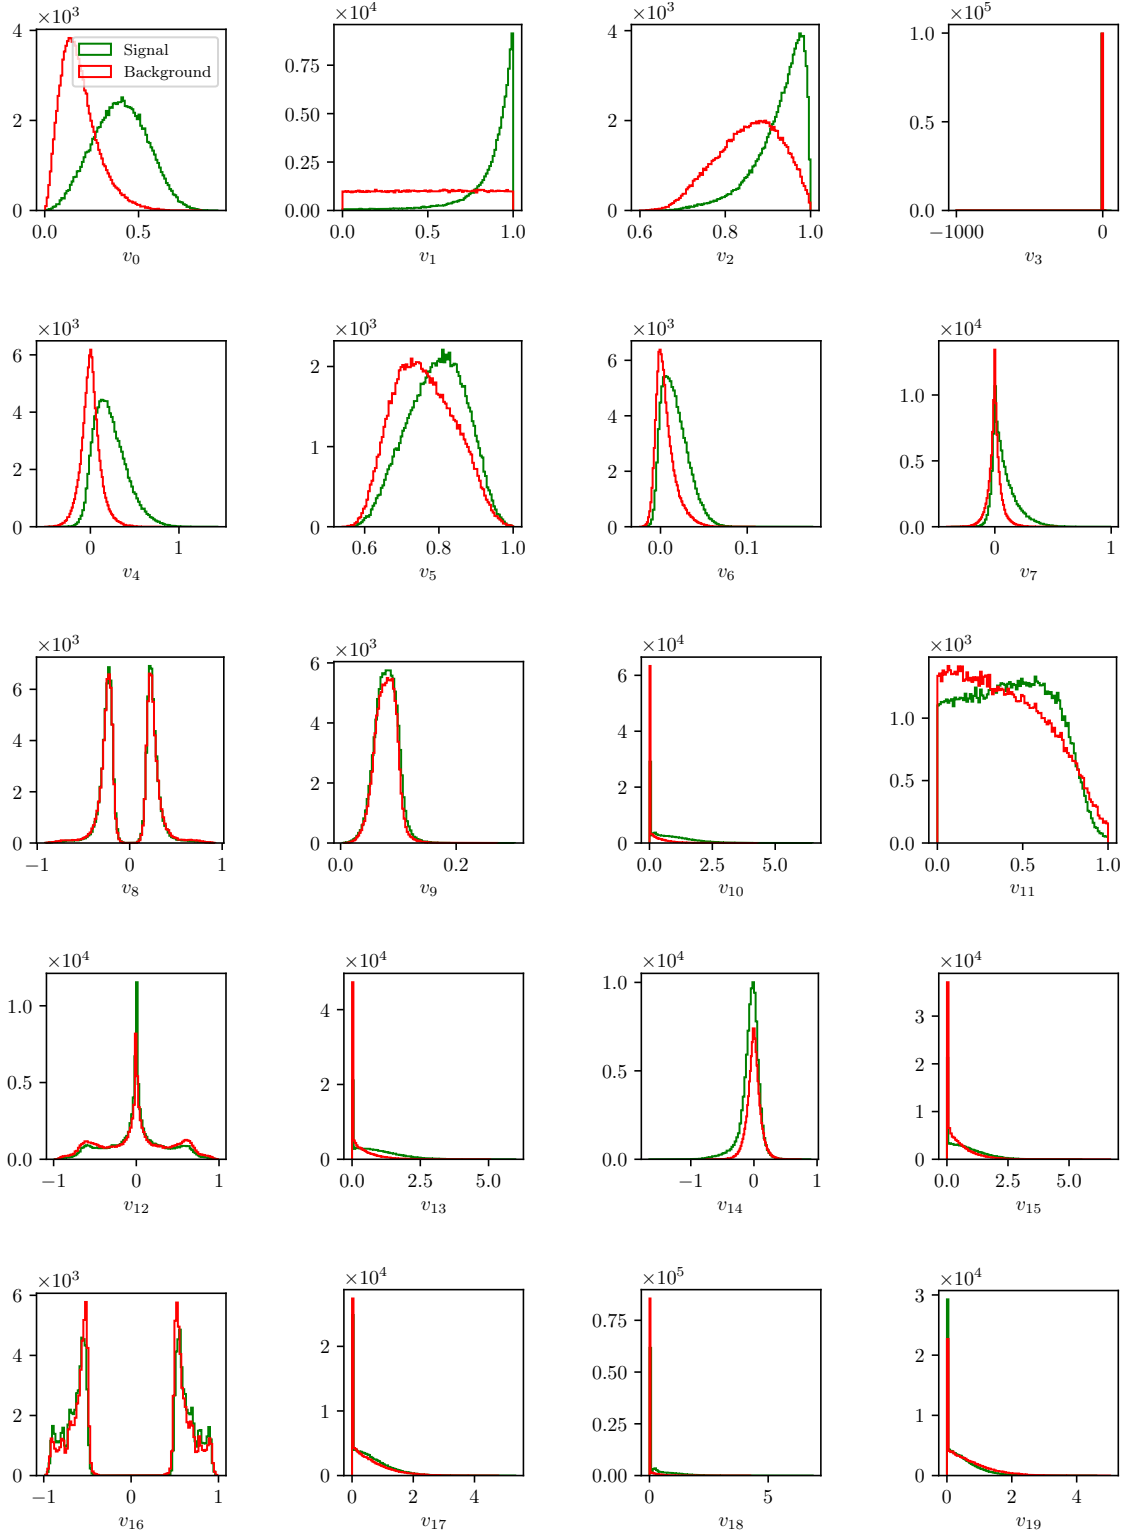 ×10³ ×10⁴ ×10³ ×10⁵
4 2 0
Signal
Background
0.75 0.50 0.25 0.00
4 2 0
1.0 0.5 0.0
0.0 0.5
0.0 0.5 1.0
0.6 0.8 1.0
−1000 0
v₀ v₁ v₂ v₃
×10³ ×10³ ×10³ ×10⁴
6 4 2 0
2 1 0
6 4 2 0
1.0 0.5 0.0
0 1
0.6 0.8 1.0
0.0 0.1
0 1
v₄ v₅ v₆ v₇
×10³ ×10³ ×10⁴ ×10³
6 4 2 0
6 4 2 0
6 4 2 0
1.0 0.5 0.0
−1 0 1
0.0 0.2
0.0 2.5 5.0
0.0 0.5 1.0
v₈ v₉ v₁₀ v₁₁
×10⁴ ×10⁴ ×10⁴ ×10⁴
1.0 0.5 0.0
4 2 0
1.0 0.5 0.0
3 2 1 0
−1 0 1
0.0 2.5 5.0
−1 0 1
0.0 2.5 5.0
v₁₂ v₁₃ v₁₄ v₁₅
×10³ ×10⁴ ×10⁵ ×10⁴
6 4 2 0
2 1 0
0.75 0.50 0.25 0.00
3 2 1 0
−1 0 1
0 2 4
0 5
0 2 4
v₁₆ v₁₇ v₁₈ v₁₉